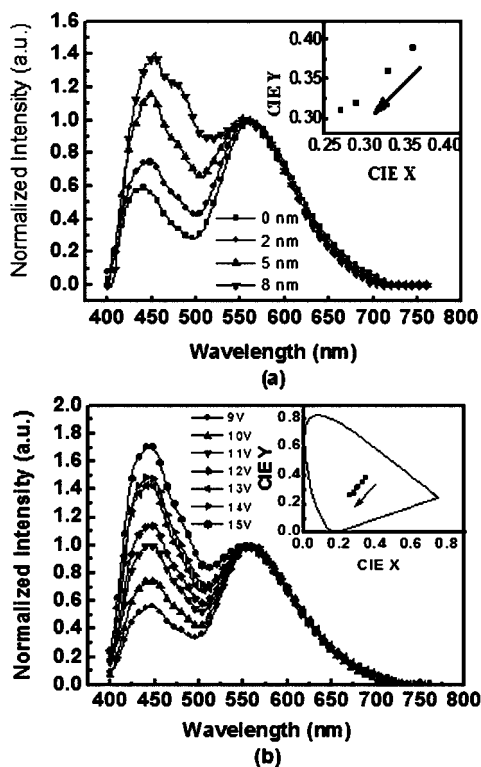 Normalized Intensity (a.u.)
1.6
1.4
1.2
1.0
0.8
0.6
0.4
0.2
0.0
CIE Y
0.40
0.35
0.30
0.25 0.30 0.35 0.40
CIE X
0 nm
2 nm
5 nm
8 nm
400 450 500 550 600 650 700 750 800
Wavelength (nm)
(a)
Normalized Intensity (a.u.)
2.0
1.8
1.6
1.4
1.2
1.0
0.8
0.6
0.4
0.2
0.0
9V
10V
11V
12V
13V
14V
15V
CIE Y
0.8
0.6
0.4
0.2
0.0
0.0 0.2 0.4 0.6 0.8
CIE X
400 450 500 550 600 650 700 750 800
Wavelength (nm)
(b)